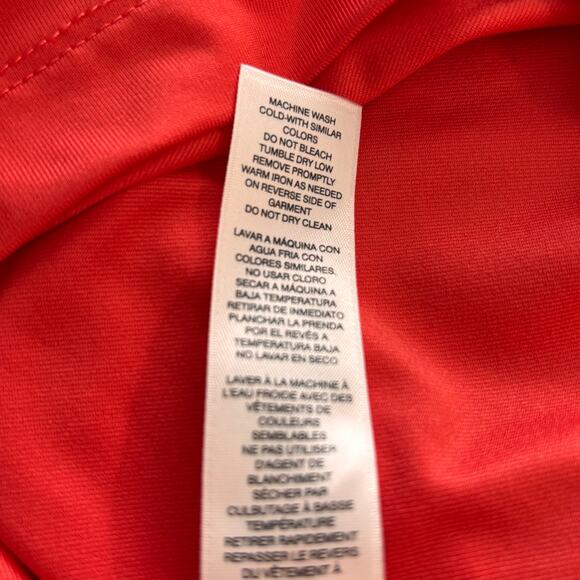 MACHINE WASH
COLD-WITH SIMILAR
COLORS
DO NOT BLEACH
TUMBLE DRY LOW
REMOVE PROMPTLY
WARM IRON AS NEEDED
ON REVERSE SIDE OF
GARMENT
DO NOT DRY CLEAN
LAVAR A MÁQUINA CON
AGUA FRIA CON
COLORES SIMILARES.
NO USAR CLORO
SECAR A MÁQUINA A
BAJA TEMPERATURA
RETIRAR DE INMEDIATO
PLANCHAR LA PRENDA
POR EL REVÉS A
TEMPERATURA BAJA
NO LAVAR EN SECO
LAVER À LA MACHINE À
L'EAU FROIDE AVEC DES
VÊTEMENTS DE
COULEURS
SEMBLABLES
NE PAS UTILISER
D'AGENT DE
BLANCHIMENT
SÉCHER PAR
CULBUTAGE À BASSE
TEMPÉRATURE
RETIRER RAPIDEMENT
REPASSER LE REVERS
DU VÊTEMENT À